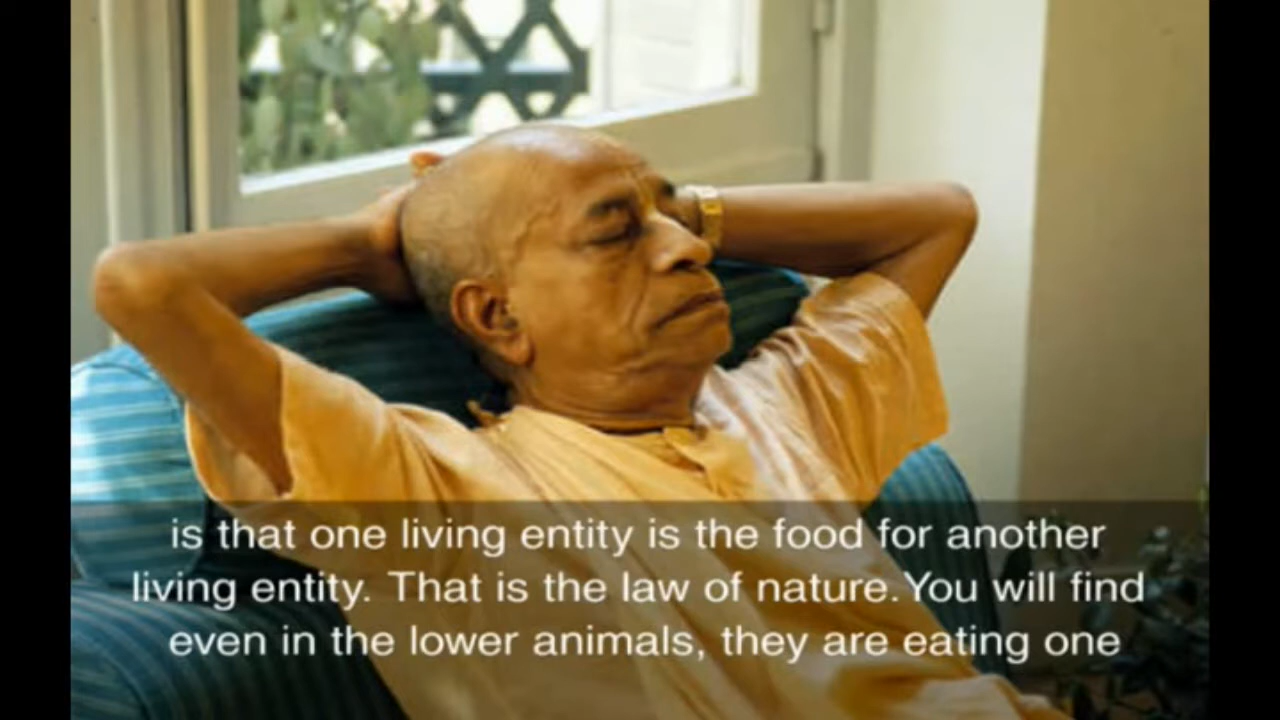 is that one living entity is the food for another
living entity. That is the law of nature. You will find
even in the lower animals, they are eating one